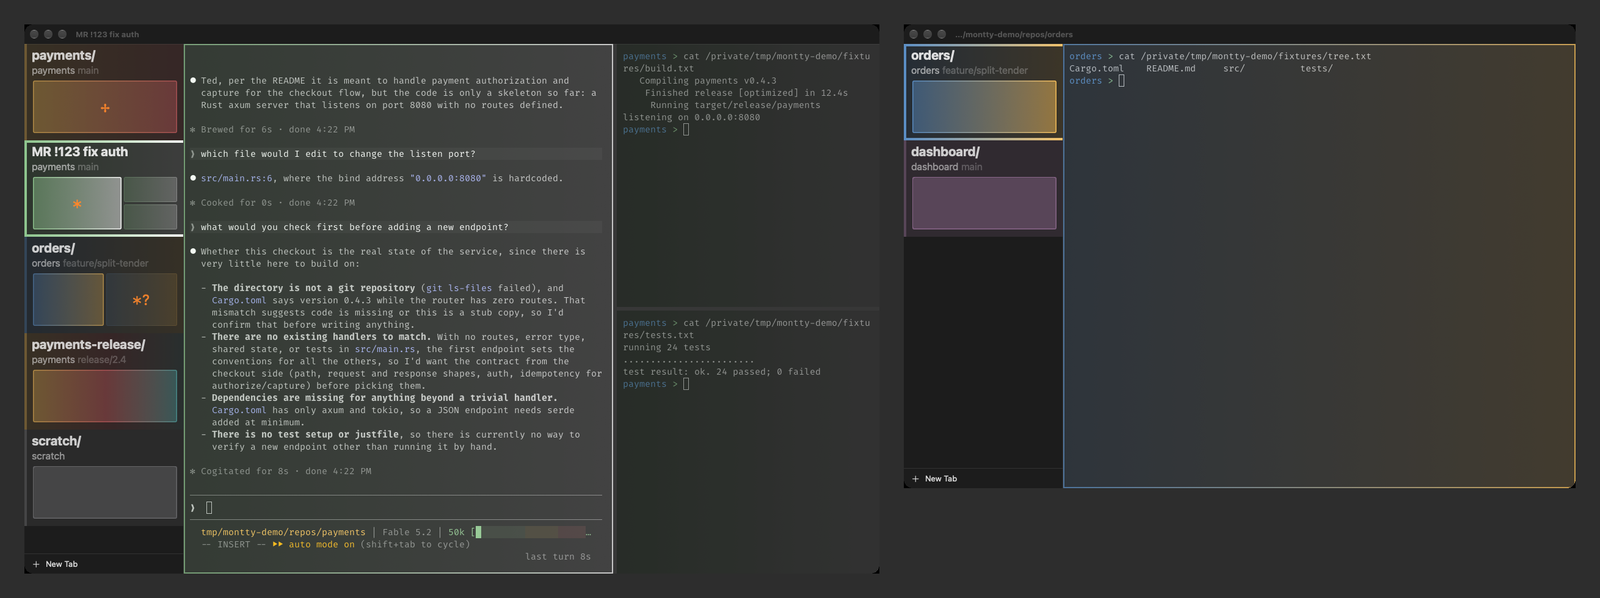 MR !123 fix auth
payments/
payments main
+
MR !123 fix auth
payments main
*
orders/
orders feature/split-tender
*?
payments-release/
payments release/2.4
scratch/
scratch
+ New Tab
● Ted, per the README it is meant to handle payment authorization and
capture for the checkout flow, but the code is only a skeleton so far: a
Rust axum server that listens on port 8080 with no routes defined.
✻ Brewed for 6s · done 4:22 PM
❯ which file would I edit to change the listen port?
● src/main.rs:6, where the bind address "0.0.0.0:8080" is hardcoded.
✻ Cooked for 0s · done 4:22 PM
❯ what would you check first before adding a new endpoint?
● Whether this checkout is the real state of the service, since there is
very little here to build on:
- The directory is not a git repository (git ls-files failed), and
Cargo.toml says version 0.4.3 while the router has zero routes. That
mismatch suggests code is missing or this is a stub copy, so I'd
confirm that before writing anything.
- There are no existing handlers to match. With no routes, error type,
shared state, or tests in src/main.rs, the first endpoint sets the
conventions for all the others, so I'd want the contract from the
checkout side (path, request and response shapes, auth, idempotency for
authorize/capture) before picking them.
- Dependencies are missing for anything beyond a trivial handler.
Cargo.toml has only axum and tokio, so a JSON endpoint needs serde
added at minimum.
- There is no test setup or justfile, so there is currently no way to
verify a new endpoint other than running it by hand.
✻ Cogitated for 8s · done 4:22 PM
❯
tmp/montty-demo/repos/payments | Fable 5.2 | 50k [ …
-- INSERT -- ⏵⏵ auto mode on (shift+tab to cycle)
last turn 8s
payments > cat /private/tmp/montty-demo/fixtu
res/build.txt
Compiling payments v0.4.3
Finished release [optimized] in 12.4s
Running target/release/payments
listening on 0.0.0.0:8080
payments >
payments > cat /private/tmp/montty-demo/fixtu
res/tests.txt
running 24 tests
........................
test result: ok. 24 passed; 0 failed
payments >
.../montty-demo/repos/orders
orders/
orders feature/split-tender
dashboard/
dashboard main
+ New Tab
orders > cat /private/tmp/montty-demo/fixtures/tree.txt
Cargo.toml README.md src/ tests/
orders >